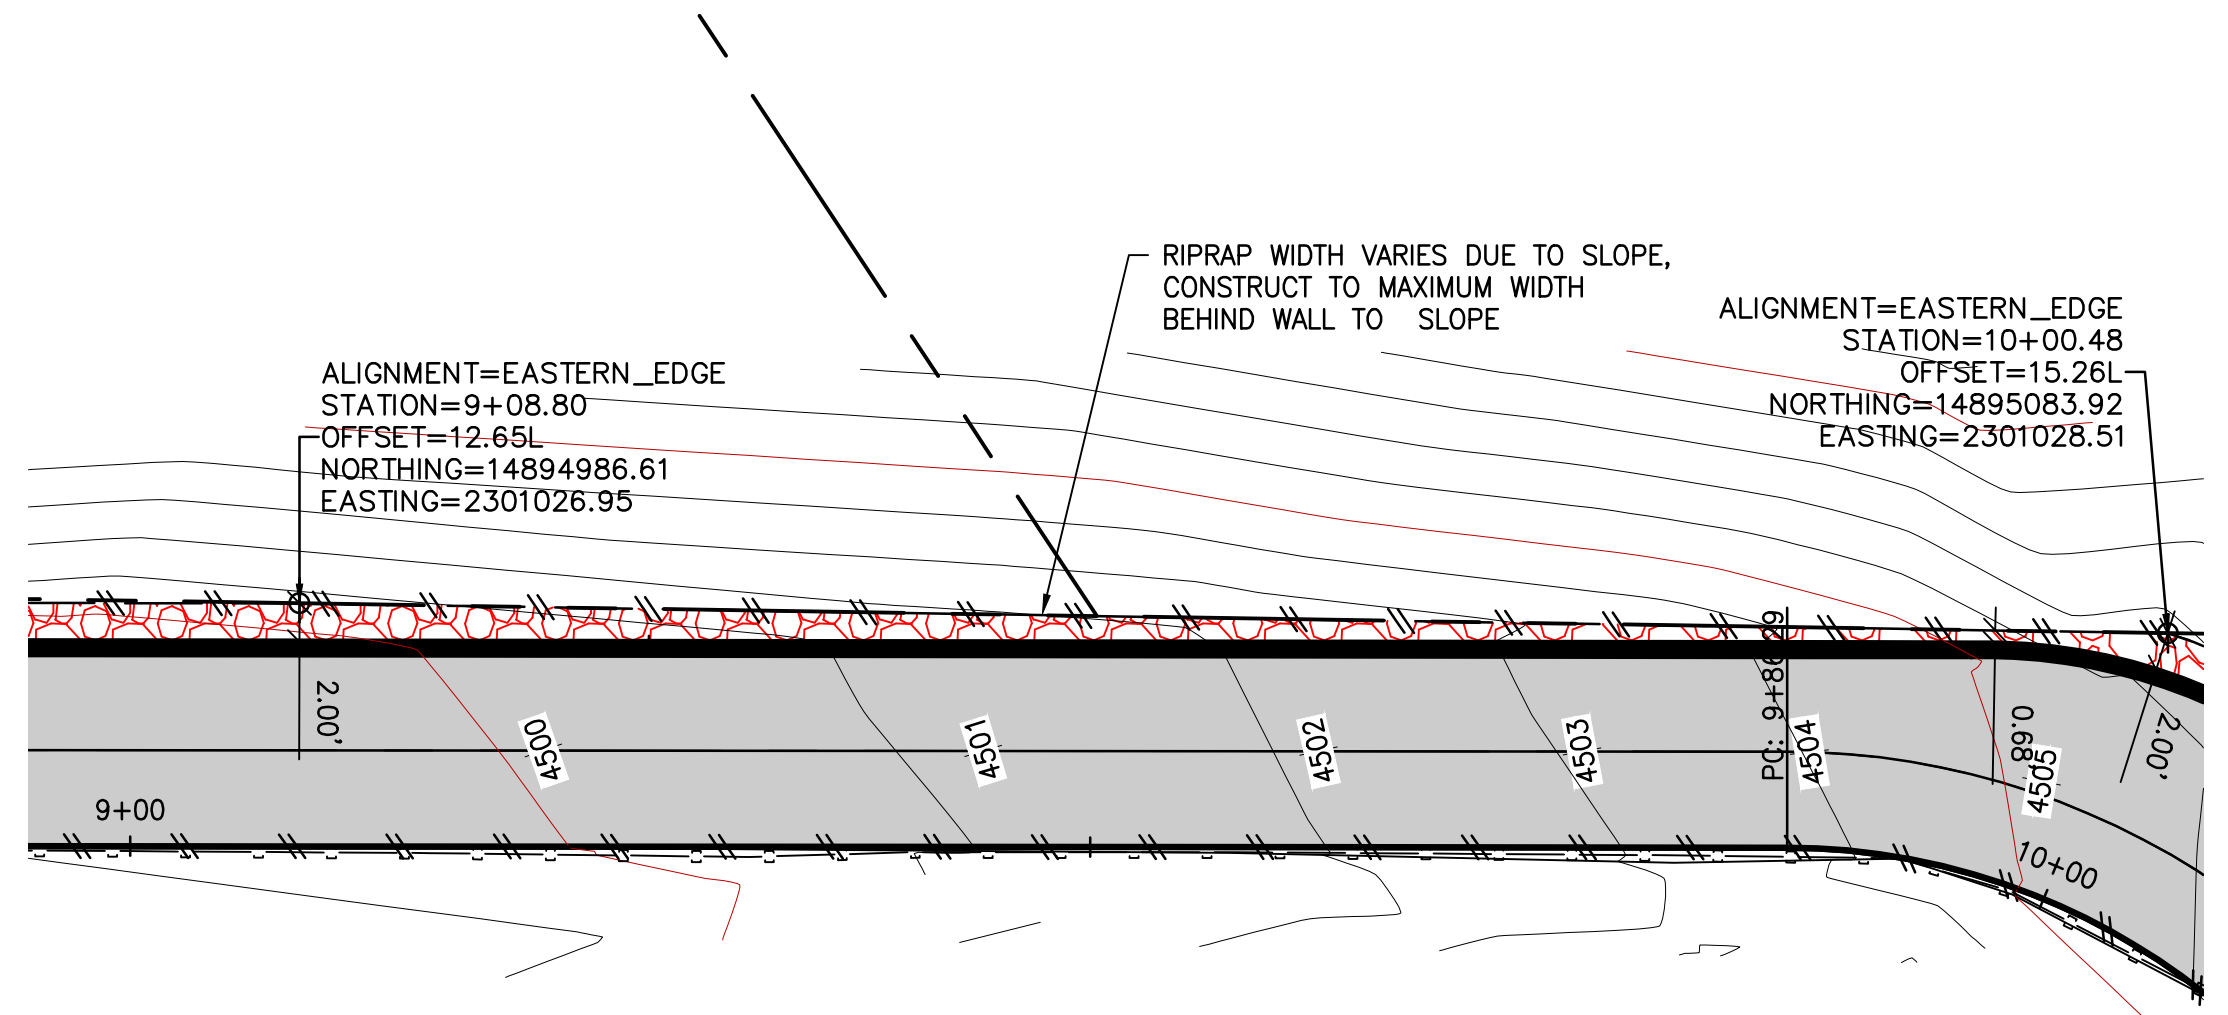 RIPRAP WIDTH VARIES DUE TO SLOPE,
CONSTRUCT TO MAXIMUM WIDTH
BEHIND WALL TO SLOPE
ALIGNMENT=EASTERN_EDGE
STATION=10+00.48
OFFSET=15.26L
NORTHING=14895083.92
EASTING=2301028.51
ALIGNMENT=EASTERN_EDGE
STATION=9+08.80
OFFSET=12.65L
NORTHING=14894986.61
EASTING=2301026.95
2.00'
4500
4501
4502
4503
4504
0.68'
4505
2.00'
9+00
10+00